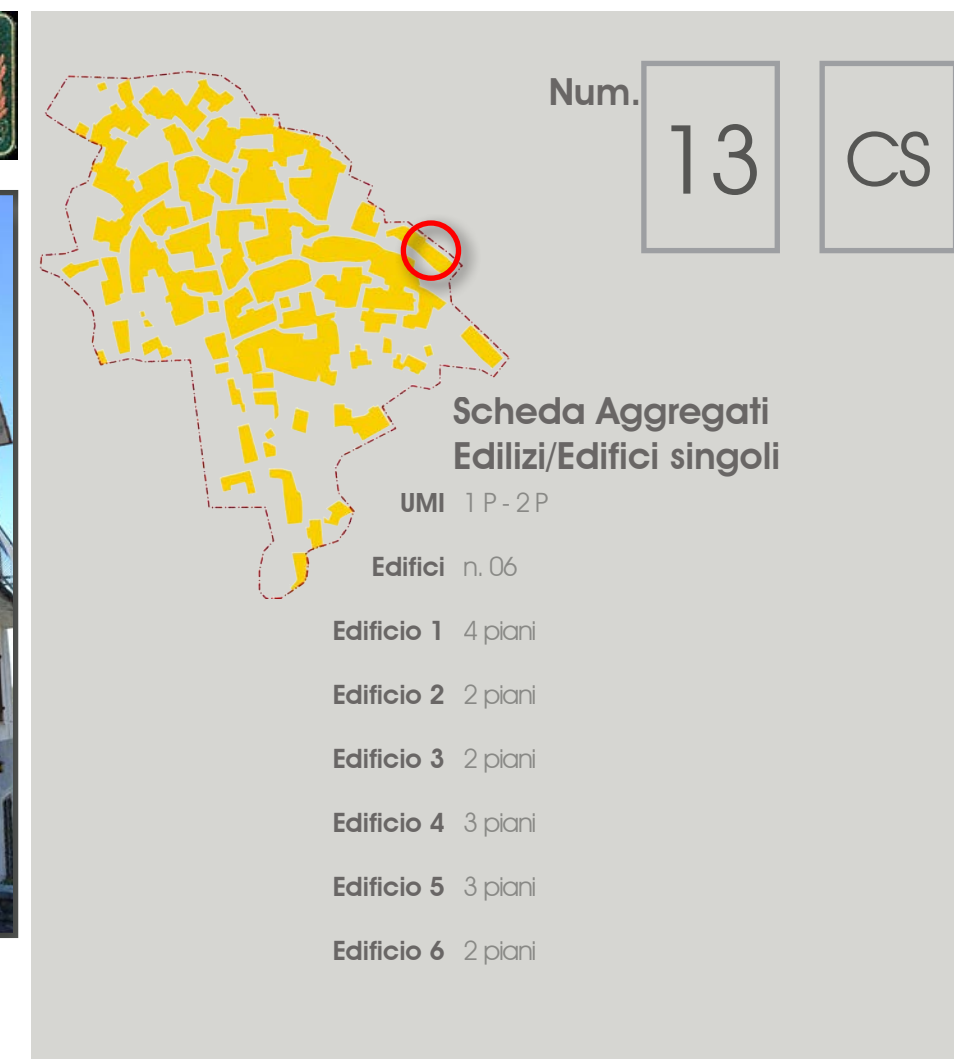 Num.
13
CS
Scheda Aggregati
Edilizi/Edifici singoli
UMI 1 P - 2 P
Edifici n. 06
Edificio 1 4 piani
Edificio 2 2 piani
Edificio 3 2 piani
Edificio 4 3 piani
Edificio 5 3 piani
Edificio 6 2 piani